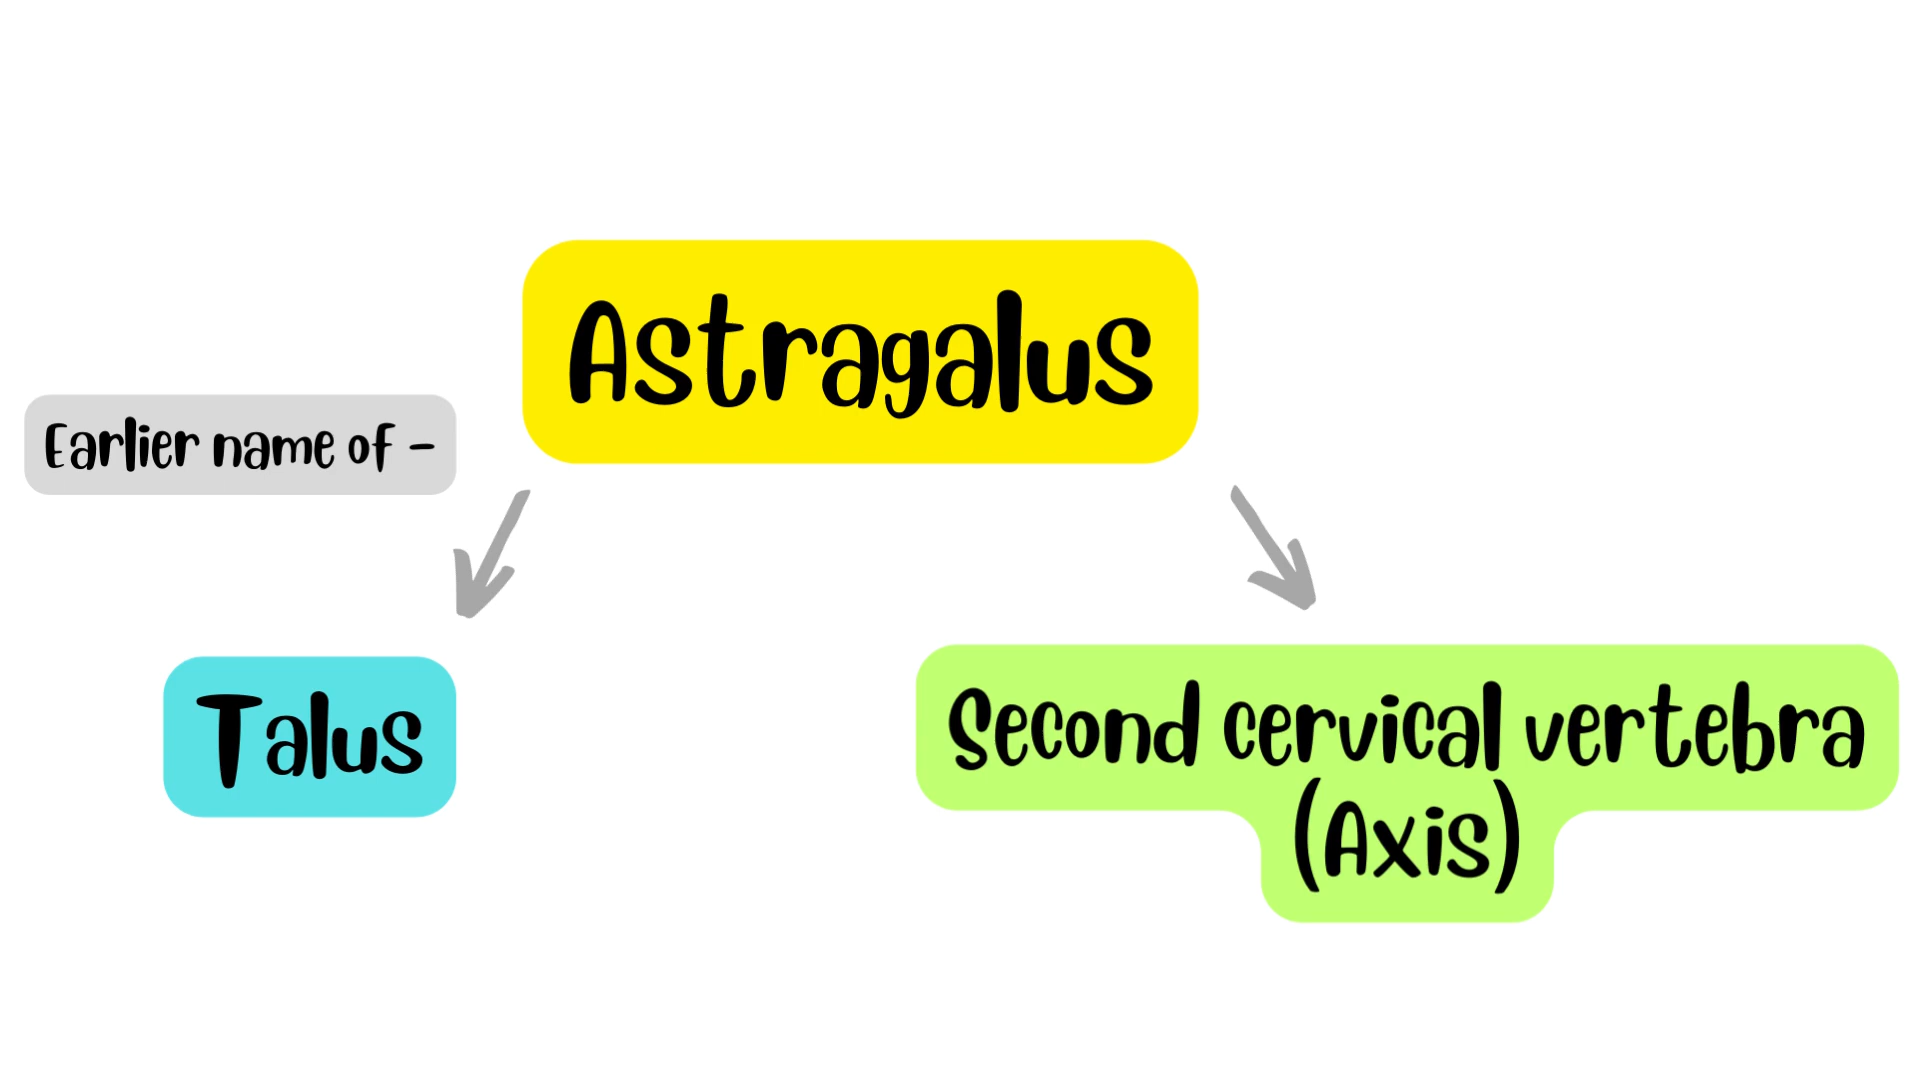 Astragalus
Earlier name of -
Talus
Second cervical vertebra
(Axis)